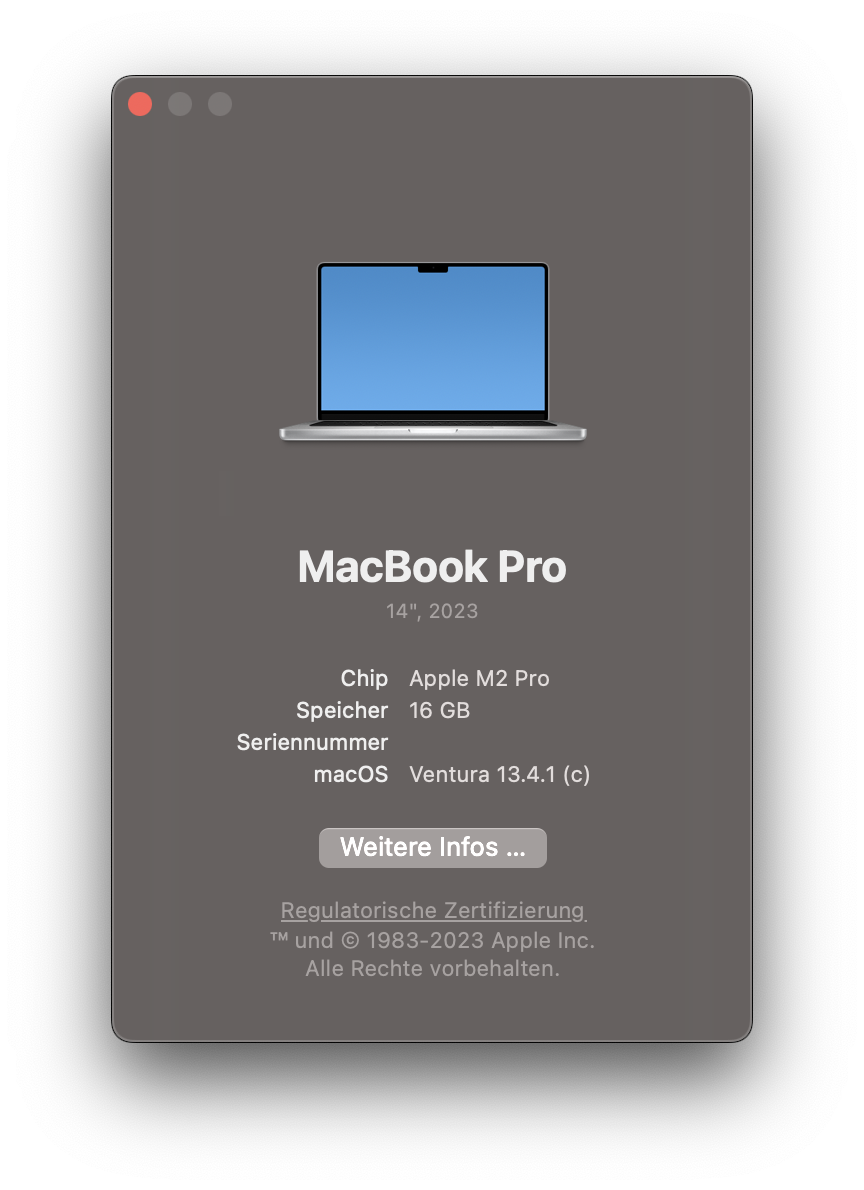 MacBook Pro
14", 2023
Chip Apple M2 Pro
Speicher 16 GB
Seriennummer
macOS Ventura 13.4.1 (c)
Weitere Infos ...
Regulatorische Zertifizierung
™ und © 1983-2023 Apple Inc.
Alle Rechte vorbehalten.